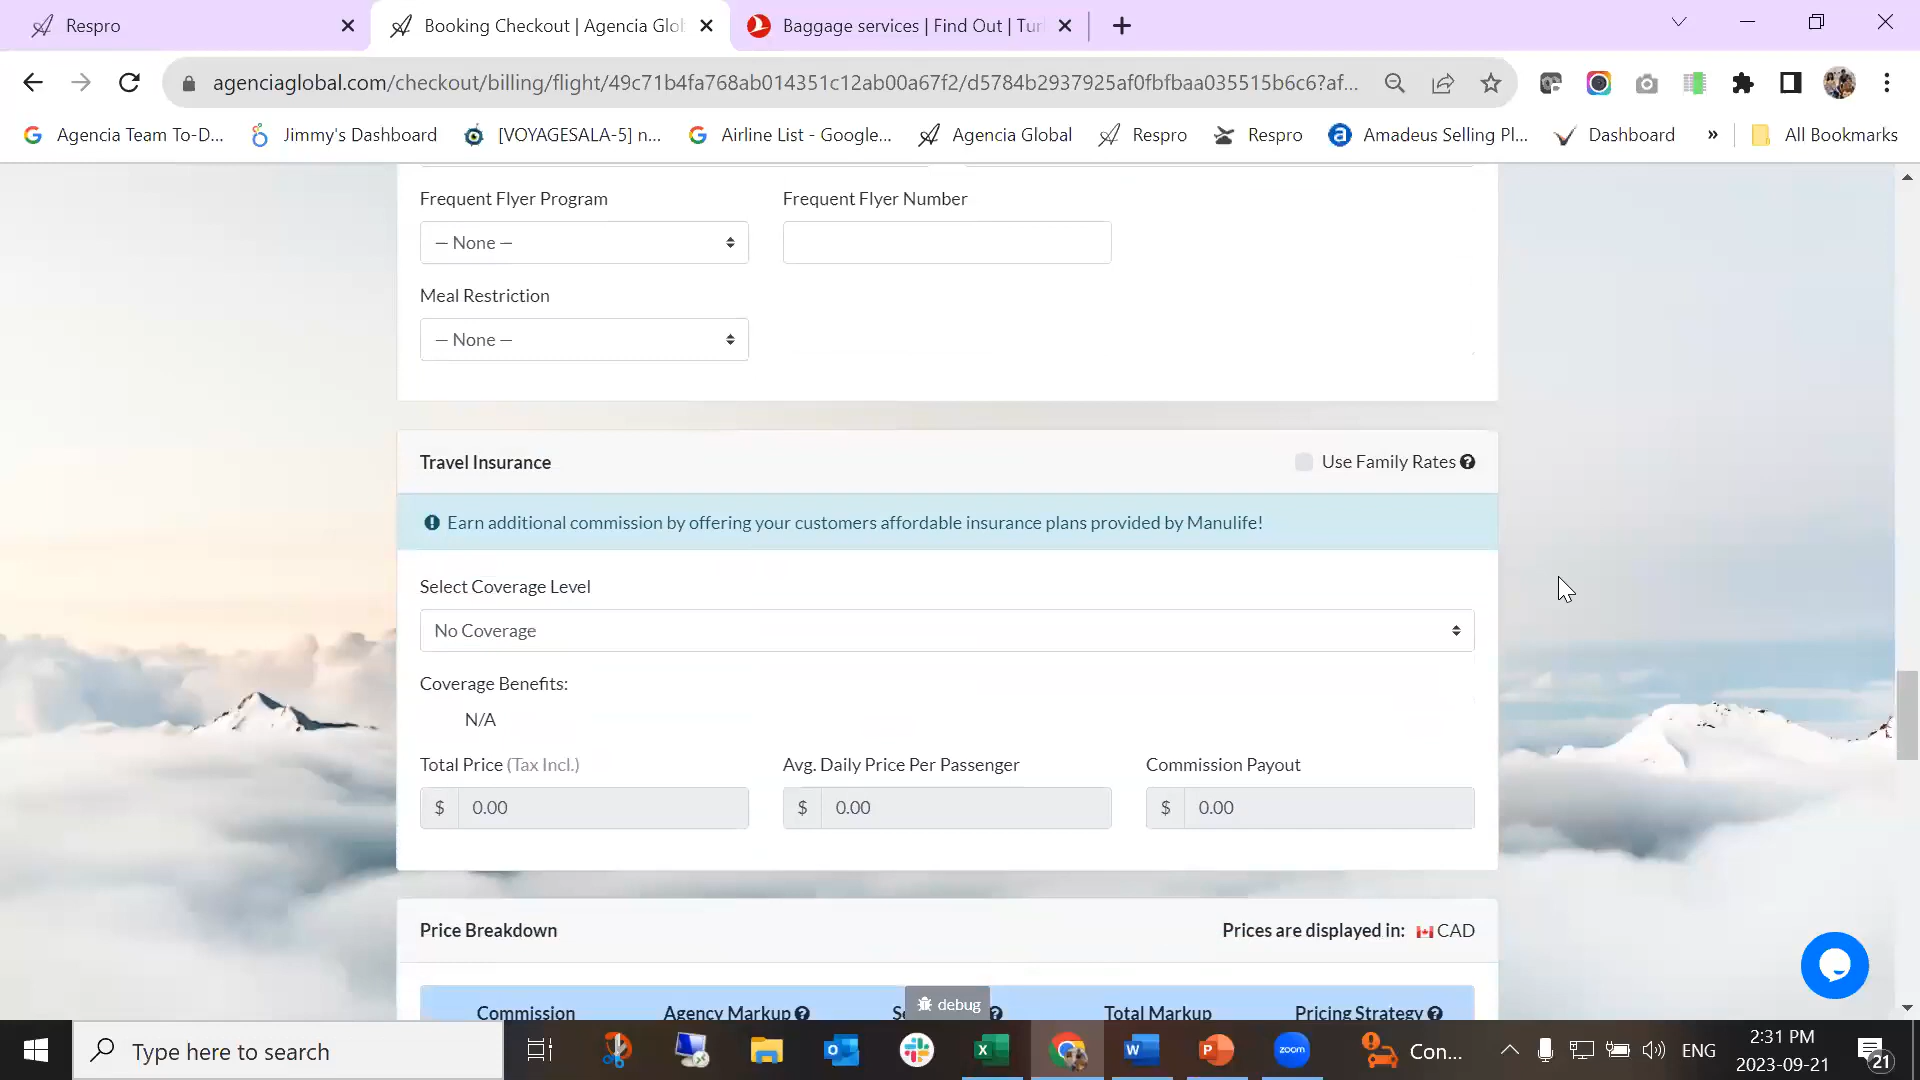 Respro
Booking Checkout | Agencia Glo
Baggage services | Find Out | Tur
agenciaglobal.com/checkout/billing/flight/49c71b4fa768ab014351c12ab00a67f2/d5784b2937925af0fbfbaa035515b6c6?af...
Agencia Team To-D...
Jimmy's Dashboard
[VOYAGESALA-5] n...
Airline List - Google...
Agencia Global
Respro
Respro
Amadeus Selling Pl...
Dashboard
»
All Bookmarks
Frequent Flyer Program
Frequent Flyer Number
— None —
Meal Restriction
— None —
Travel Insurance
Use Family Rates
Earn additional commission by offering your customers affordable insurance plans provided by Manulife!
Select Coverage Level
No Coverage
Coverage Benefits:
N/A
Total Price (Tax Incl.)
Avg. Daily Price Per Passenger
Commission Payout
$ 0.00
$ 0.00
$ 0.00
Price Breakdown
Prices are displayed in: CAD
Commission
Agency Markup
Se
Total Markup
Pricing Strategy
debug
Type here to search
zoom
Con...
ENG
2:31 PM
2023-09-21
21